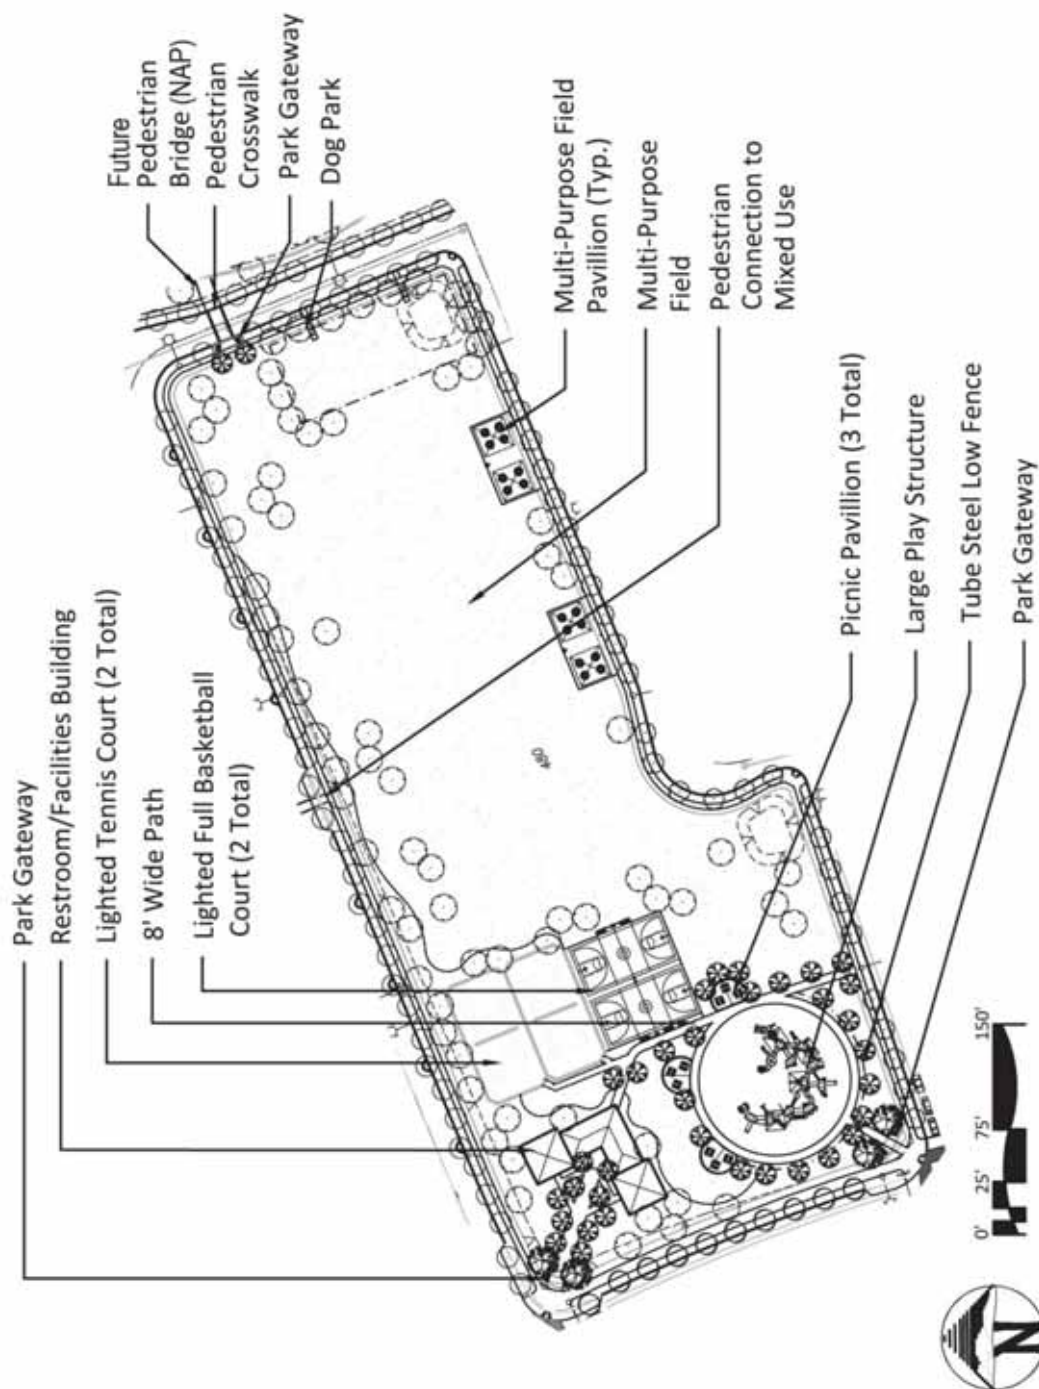 Park Gateway
Restroom/Facilities Building
Lighted Tennis Court (2 Total)
8' Wide Path
Lighted Full Basketball
Court (2 Total)
Future
Pedestrian
Bridge (NAP)
Pedestrian
Crosswalk
Park Gateway
Dog Park
Multi-Purpose Field
Pavillion (Typ.)
Multi-Purpose
Field
Pedestrian
Connection to
Mixed Use
Picnic Pavillion (3 Total)
Large Play Structure
Tube Steel Low Fence
Park Gateway
490
0' 25' 75' 150'
N